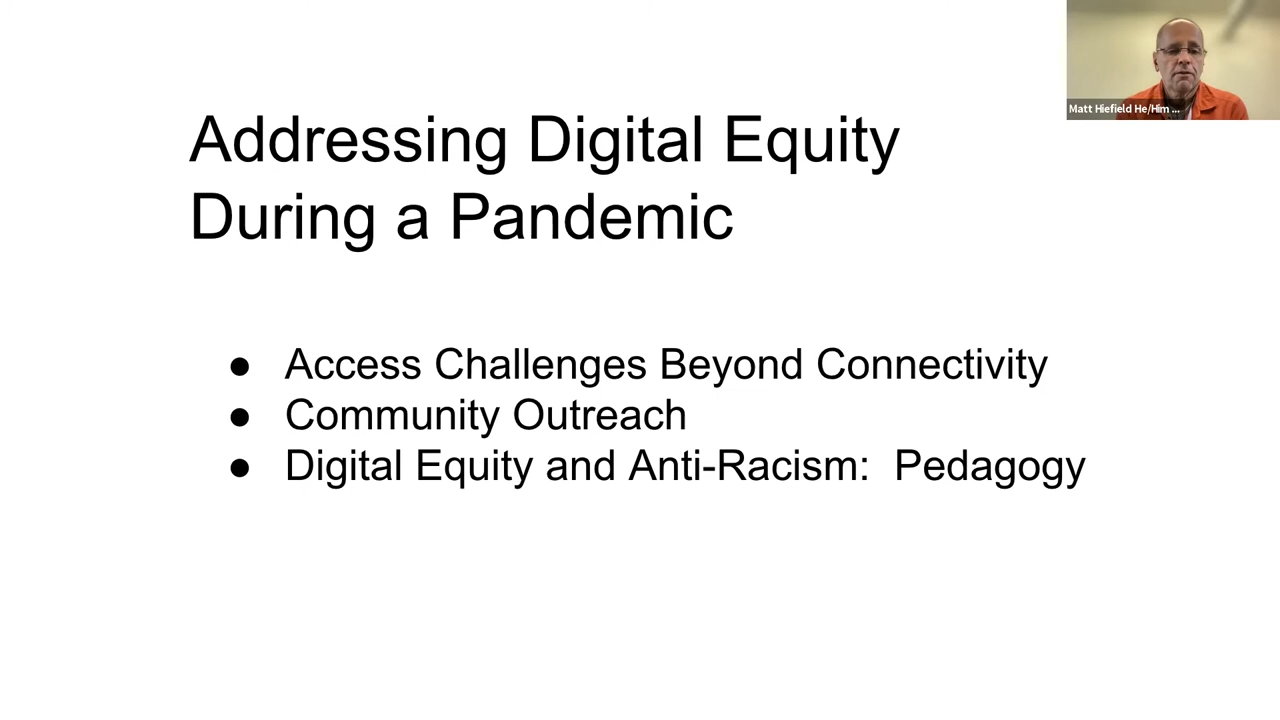 Matt Hiefield He/Him ...
Addressing Digital Equity
During a Pandemic
● Access Challenges Beyond Connectivity
● Community Outreach
● Digital Equity and Anti-Racism:  Pedagogy